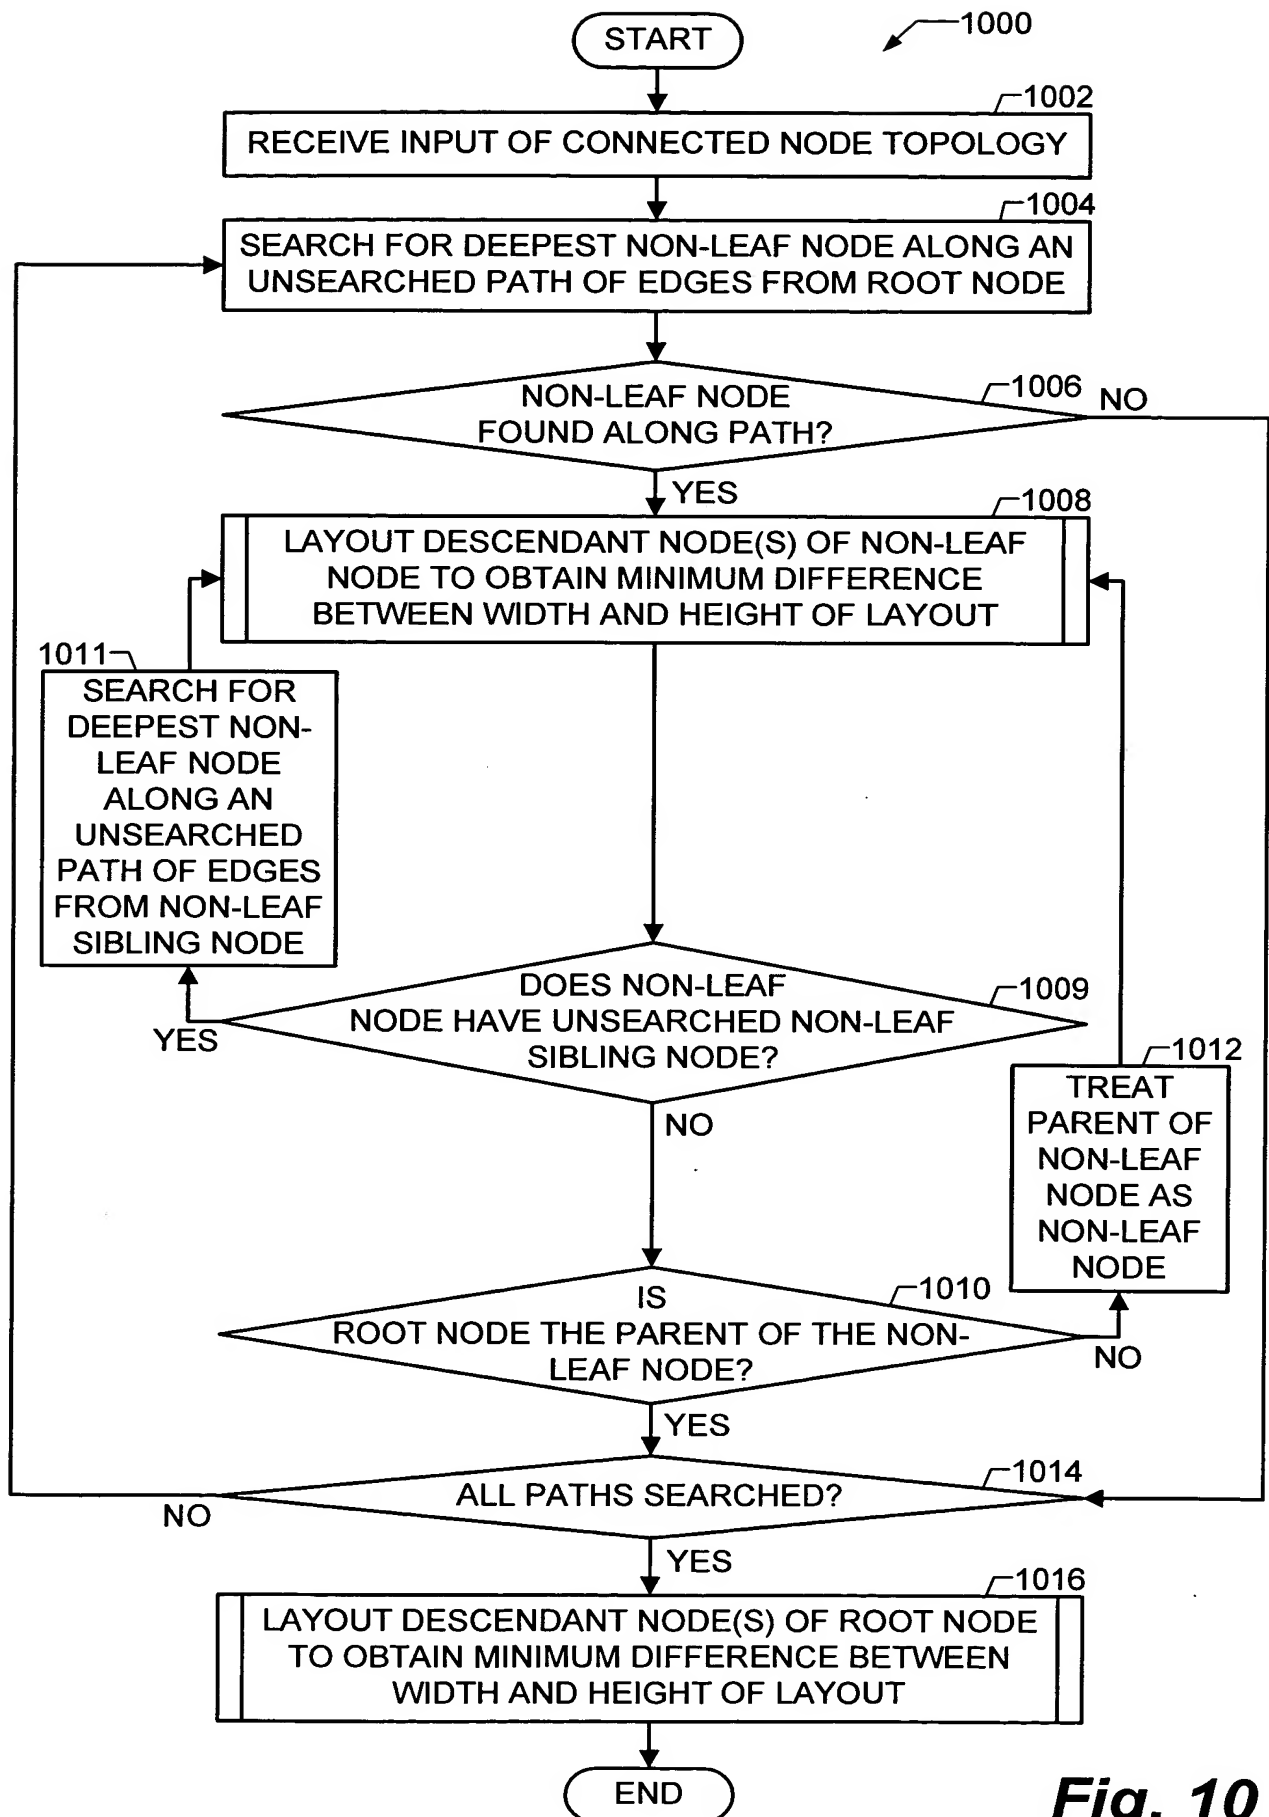 START
1000
1002
RECEIVE INPUT OF CONNECTED NODE TOPOLOGY
1004
SEARCH FOR DEEPEST NON-LEAF NODE ALONG AN
UNSEARCHED PATH OF EDGES FROM ROOT NODE
1006
NON-LEAF NODE
FOUND ALONG PATH?
NO
YES
1008
LAYOUT DESCENDANT NODE(S) OF NON-LEAF
NODE TO OBTAIN MINIMUM DIFFERENCE
BETWEEN WIDTH AND HEIGHT OF LAYOUT
1011
SEARCH FOR
DEEPEST NON-
LEAF NODE
ALONG AN
UNSEARCHED
PATH OF EDGES
FROM NON-LEAF
SIBLING NODE
DOES NON-LEAF
NODE HAVE UNSEARCHED NON-LEAF
SIBLING NODE?
1009
YES
NO
1012
TREAT
PARENT OF
NON-LEAF
NODE AS
NON-LEAF
NODE
1010
IS
ROOT NODE THE PARENT OF THE NON-
LEAF NODE?
NO
YES
1014
ALL PATHS SEARCHED?
NO
YES
1016
LAYOUT DESCENDANT NODE(S) OF ROOT NODE
TO OBTAIN MINIMUM DIFFERENCE BETWEEN
WIDTH AND HEIGHT OF LAYOUT
END
Fig. 10